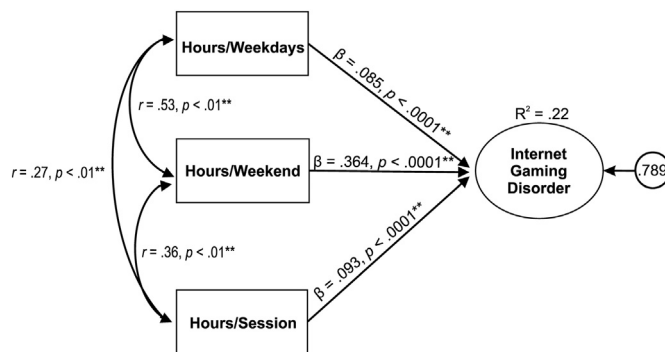 Hours/Weekdays
β = .085, p < .0001**
R² = .22
r = .53, p < .01**
Hours/Weekend
β = .364, p < .0001**
Internet
Gaming
Disorder
.789
r = .27, p < .01**
r = .36, p < .01**
β = .093, p < .0001**
Hours/Session